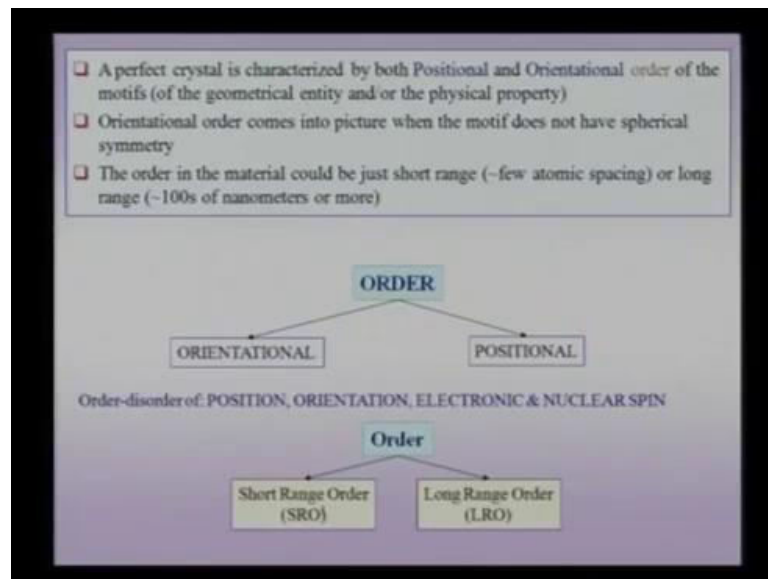 A perfect crystal is characterized by both Positional and Orientational order of the
motifs (of the geometrical entity and or the physical property)
Orientational order comes into picture when the motif does not have spherical
symmetry
The order in the material could be just short range (~few atomic spacing) or long
range (~100s of nanometers or more)
ORDER
ORIENTATIONAL
POSITIONAL
Order-disorder of: POSITION, ORIENTATION, ELECTRONIC & NUCLEAR SPIN
Order
Short Range Order
(SRO)
Long Range Order
(LRO)